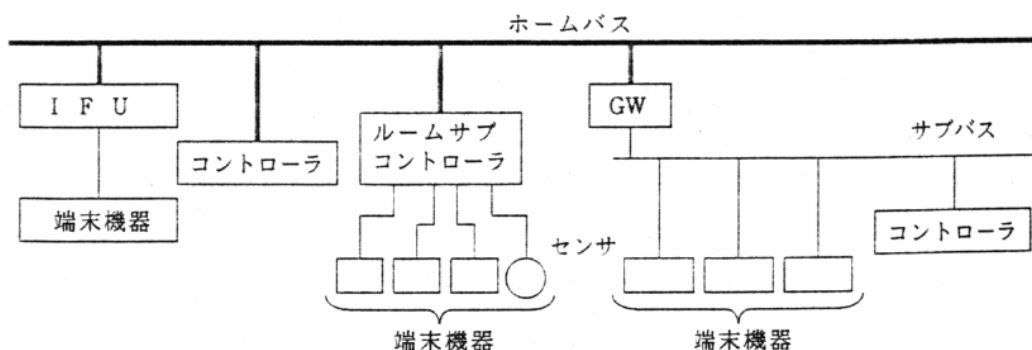 ホームバス
I F U
GW
ルームサブ
コントローラ
サブバス
コントローラ
端末機器
コントローラ
センサ
端末機器
端末機器